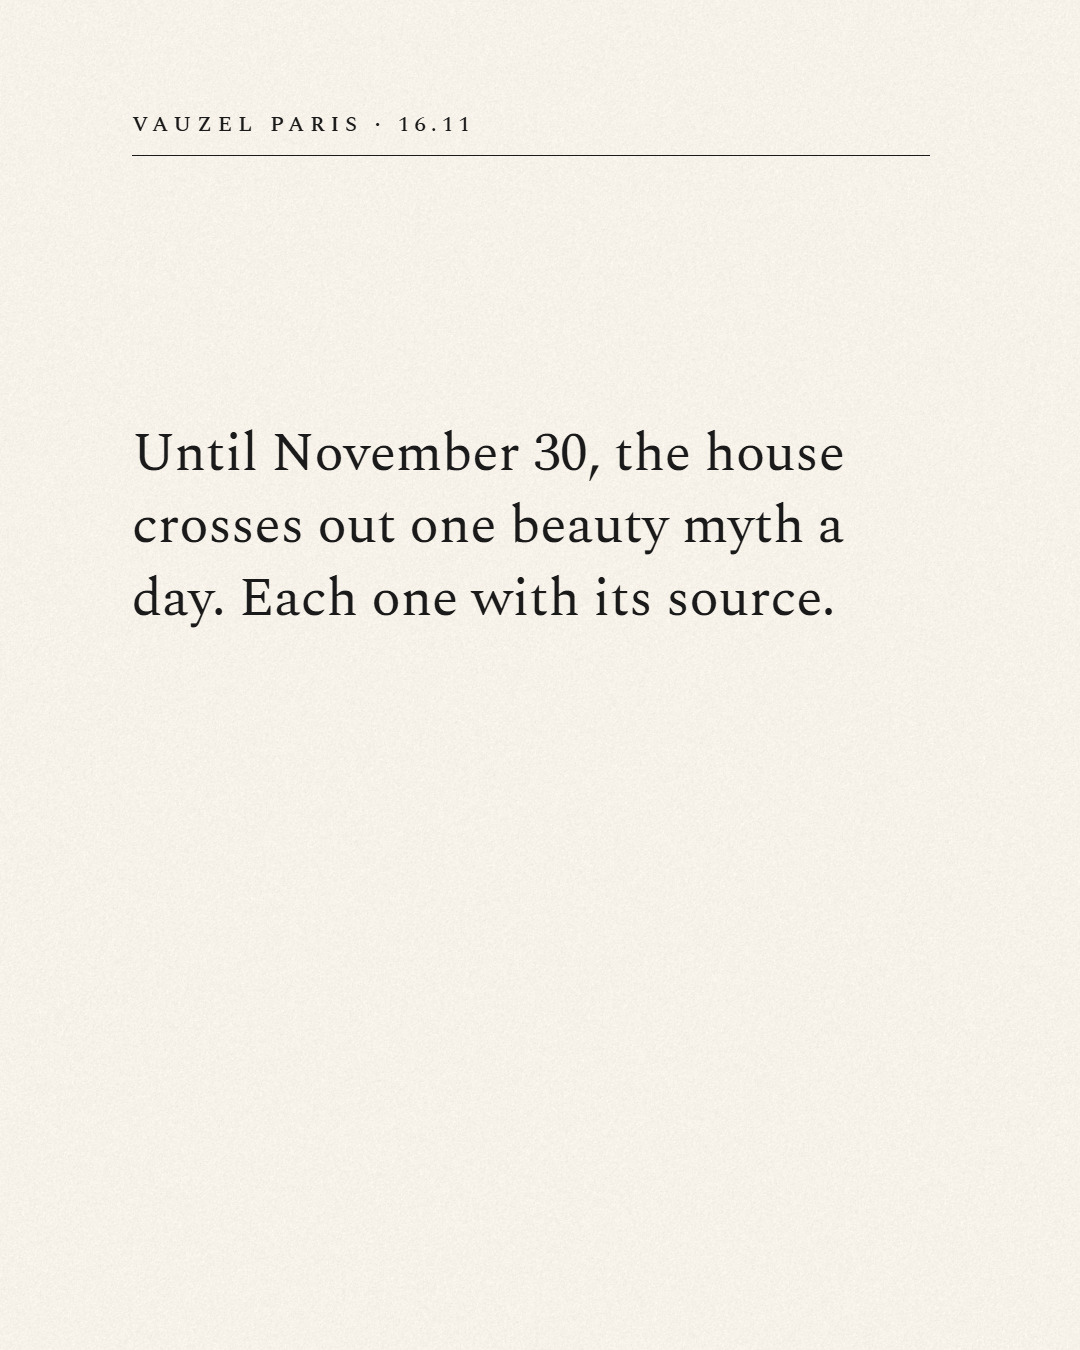 VAUZEL PARIS · 16.11
Until November 30, the house
crosses out one beauty myth a
day. Each one with its source.